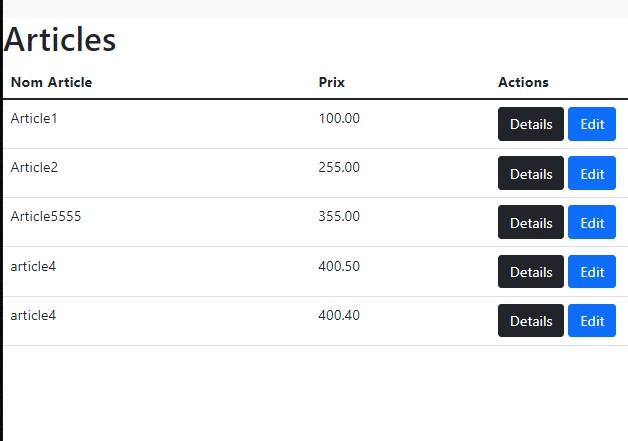 Articles
Nom Article Prix Actions
Article1 100.00 Details Edit
Article2 255.00 Details Edit
Article5555 355.00 Details Edit
article4 400.50 Details Edit
article4 400.40 Details Edit